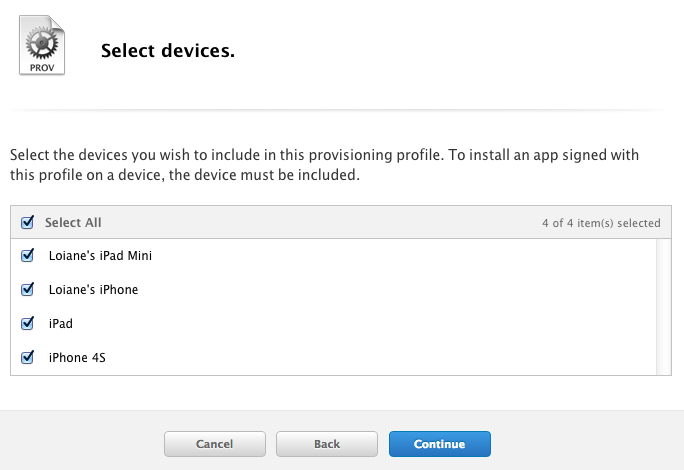 PROV
Select devices.
Select the devices you wish to include in this provisioning profile. To install an app signed with
this profile on a device, the device must be included.
Select All 4 of 4 item(s) selected
Loiane's iPad Mini
Loiane's iPhone
iPad
iPhone 4S
Cancel Back Continue